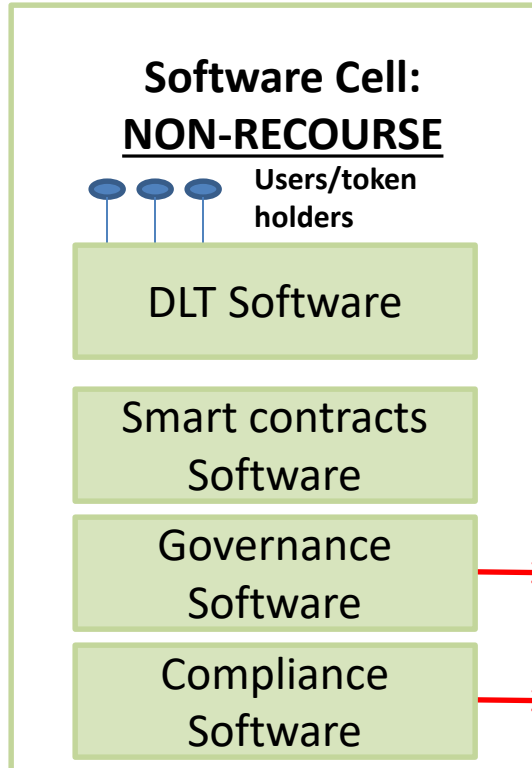 Software Cell:
NON-RECOURSE
Users/token
holders
DLT Software
Smart contracts
Software
Governance
Software
Compliance
Software